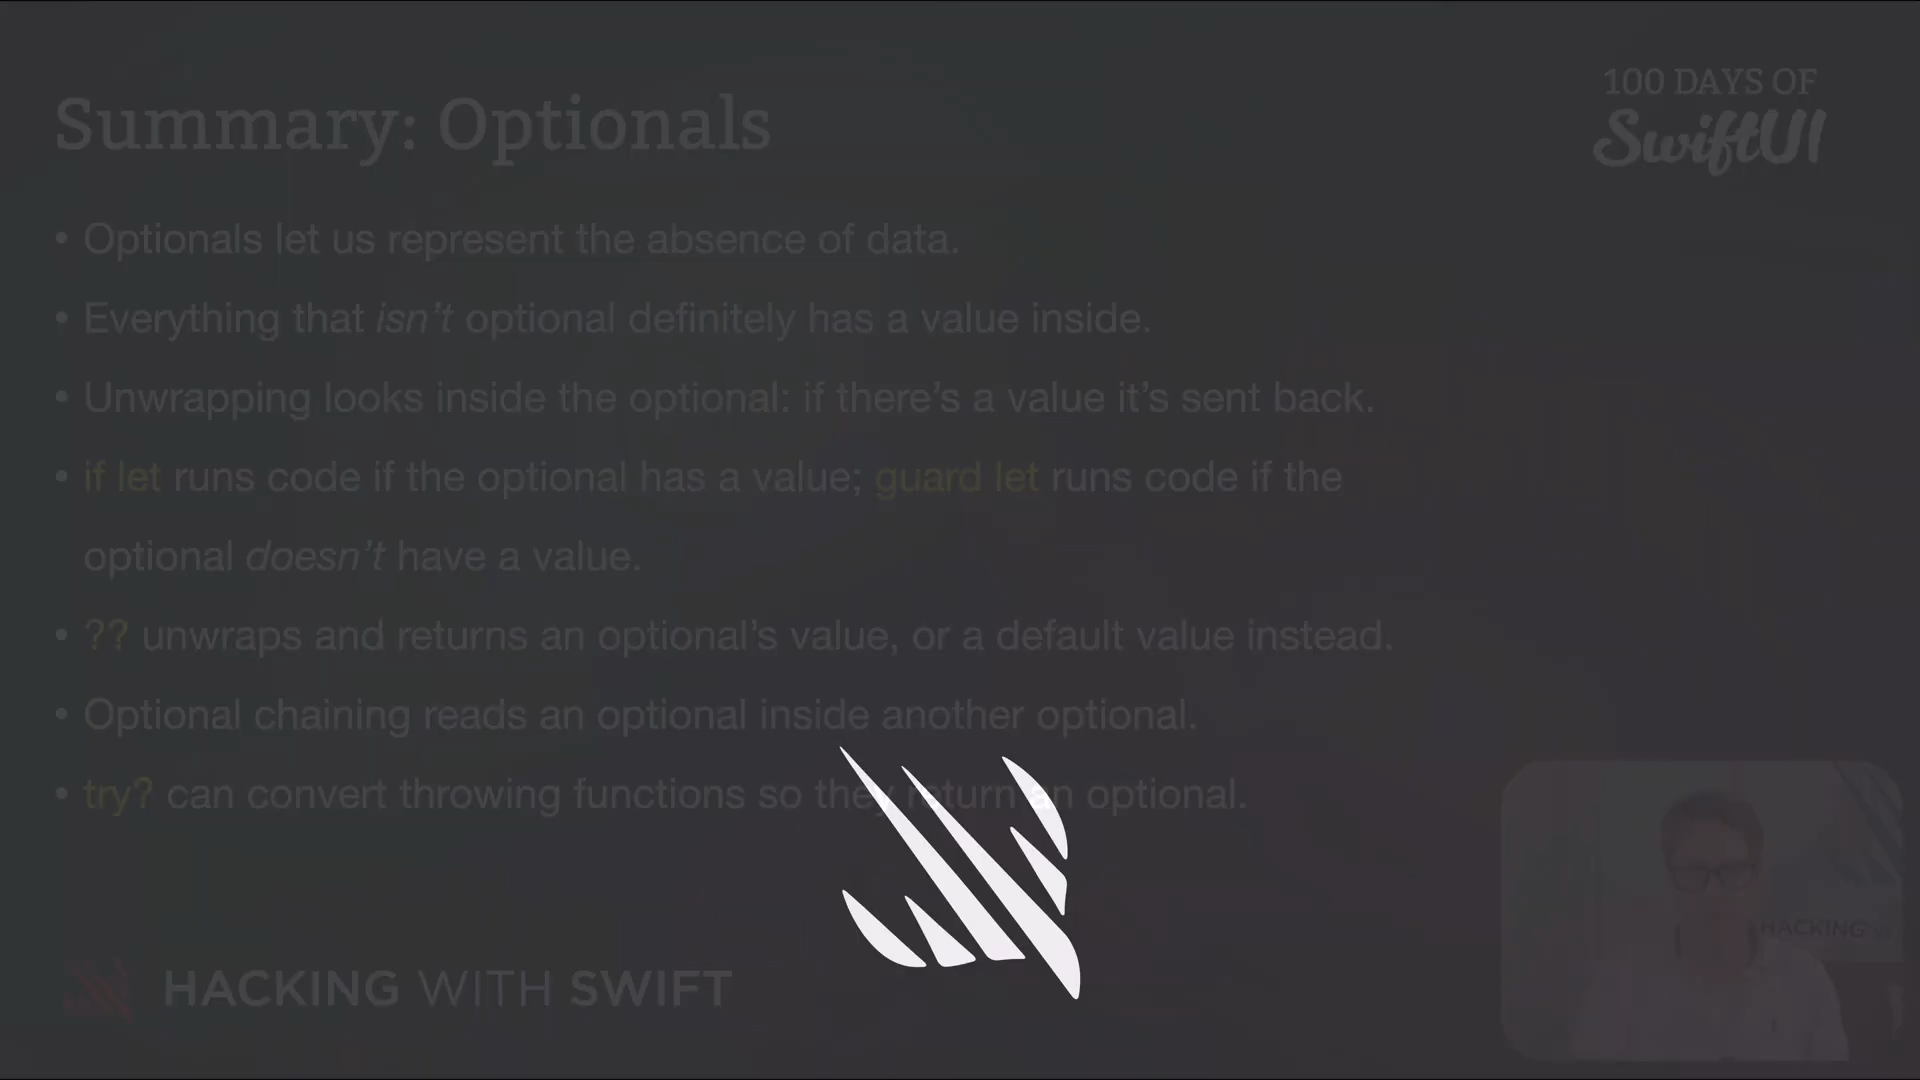 100 DAYS OF
SwiftUI
Summary: Optionals
• Optionals let us represent the absence of data.
• Everything that isn’t optional definitely has a value inside.
• Unwrapping looks inside the optional: if there’s a value it’s sent back.
• if let runs code if the optional has a value; guard let runs code if the
optional doesn’t have a value.
• ?? unwraps and returns an optional’s value, or a default value instead.
• Optional chaining reads an optional inside another optional.
• try? can convert throwing functions so they return an optional.
HACKING
HACKING WITH SWIFT